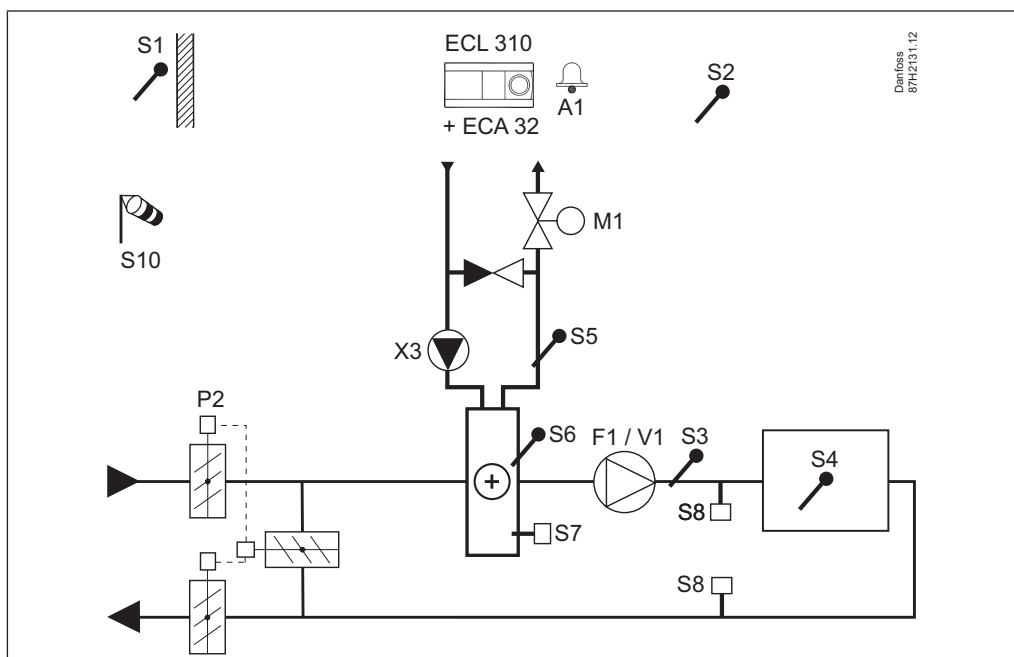 S1
ECL 310
A1
+ ECA 32
S2
Danfoss
87H2131.12
S10
M1
X3
S5
P2
S6
F1 / V1
S3
S4
S8
S7
S8